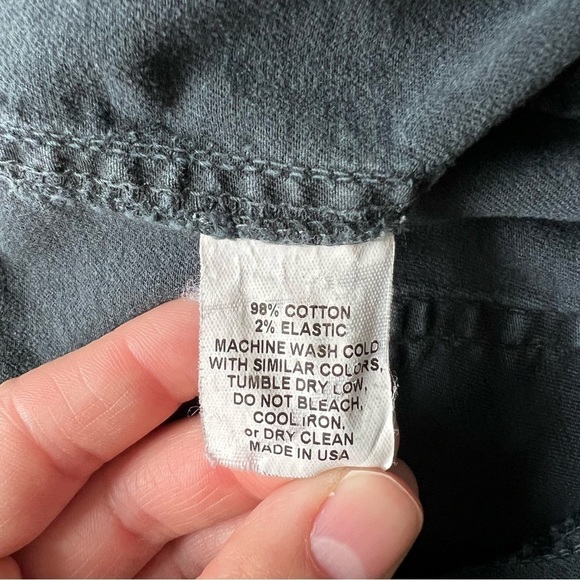 98% COTTON
2% ELASTIC
MACHINE WASH COLD
WITH SIMILAR COLORS,
TUMBLE DRY LOW,
DO NOT BLEACH,
COOL IRON,
or DRY CLEAN
MADE IN USA